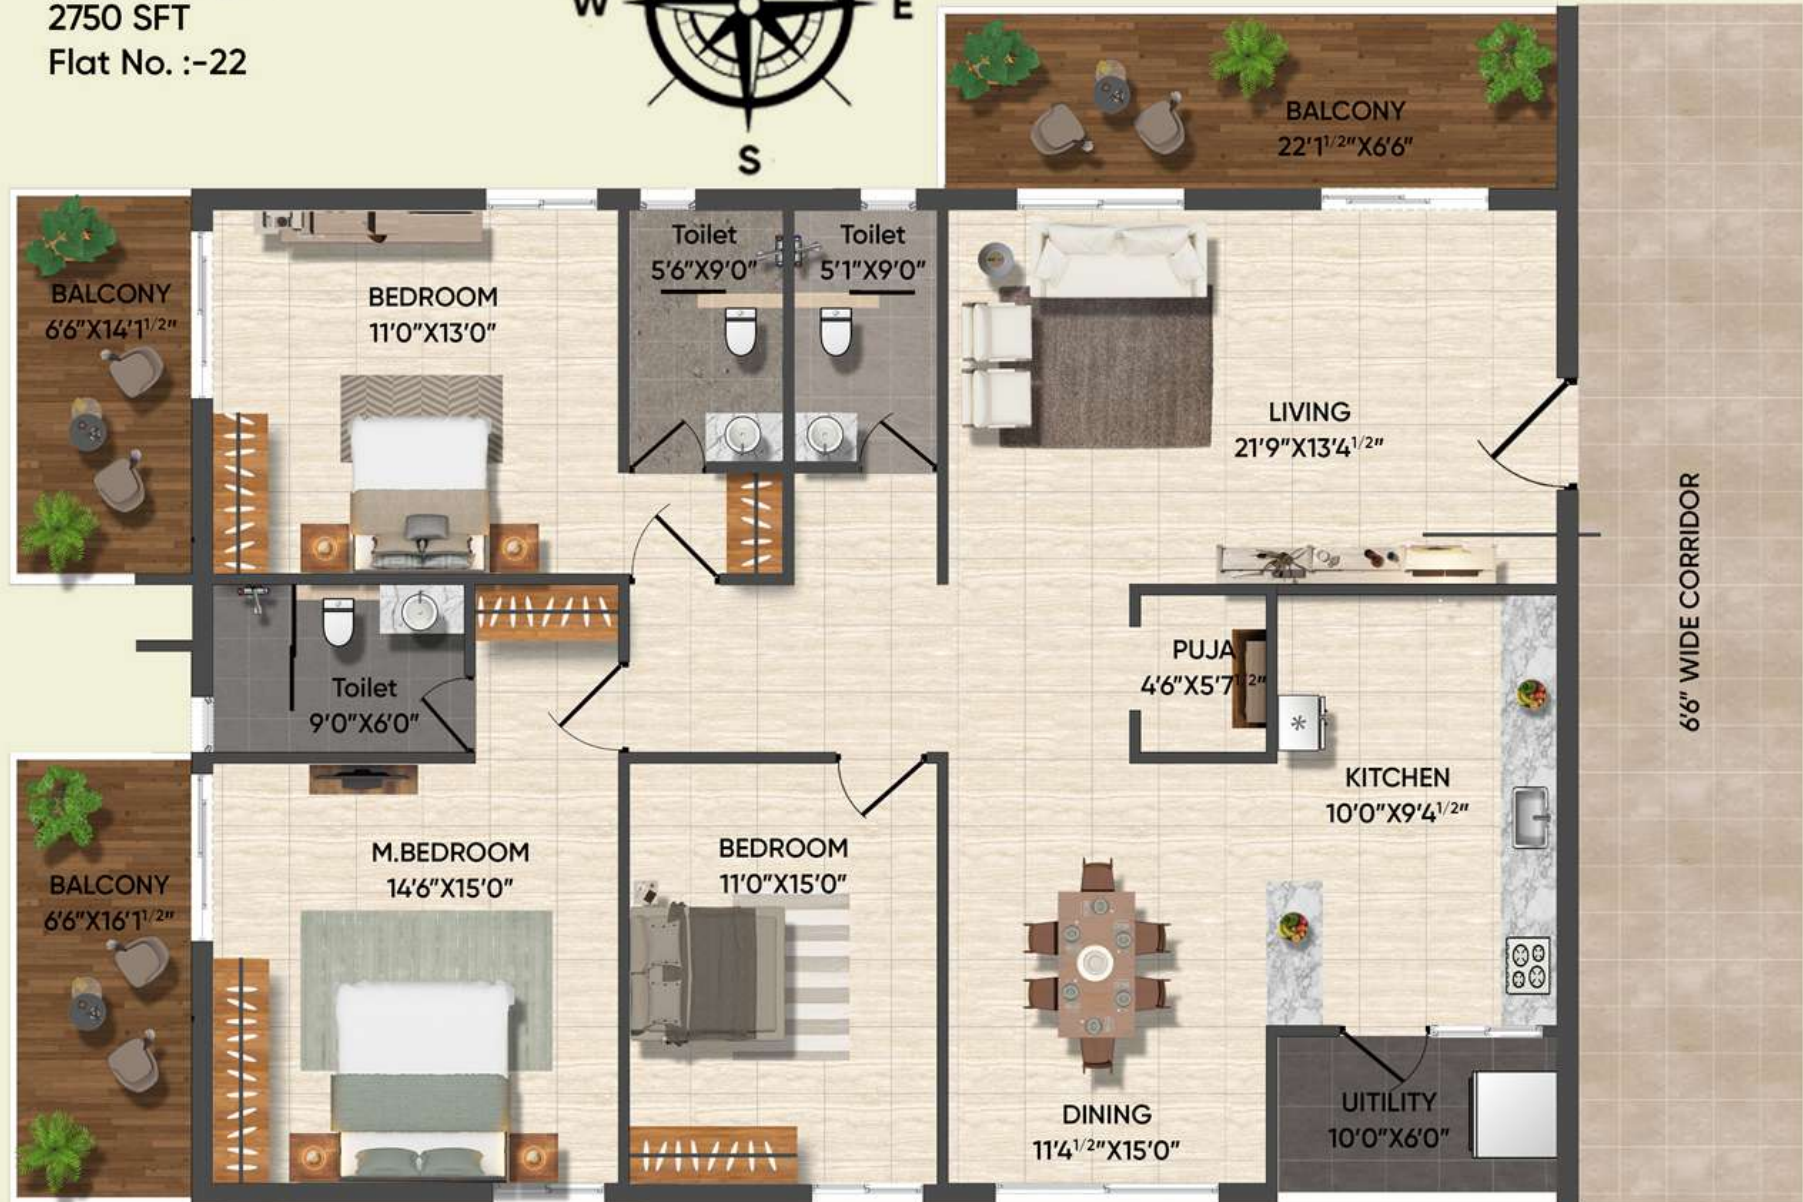 2750 SFT
Flat No. :-22
W
E
S
BALCONY
22'1 1/2"X6'6"
BALCONY
6'6"X14'1 1/2"
BEDROOM
11'0"X13'0"
Toilet
5'6"X9'0"
Toilet
5'1"X9'0"
LIVING
21'9"X13'4 1/2"
6'6" WIDE CORRIDOR
Toilet
9'0"X6'0"
PUJA
4'6"X5'7 1/2"
KITCHEN
10'0"X9'4 1/2"
BALCONY
6'6"X16'1 1/2"
M.BEDROOM
14'6"X15'0"
BEDROOM
11'0"X15'0"
DINING
11'4 1/2"X15'0"
UITILITY
10'0"X6'0"